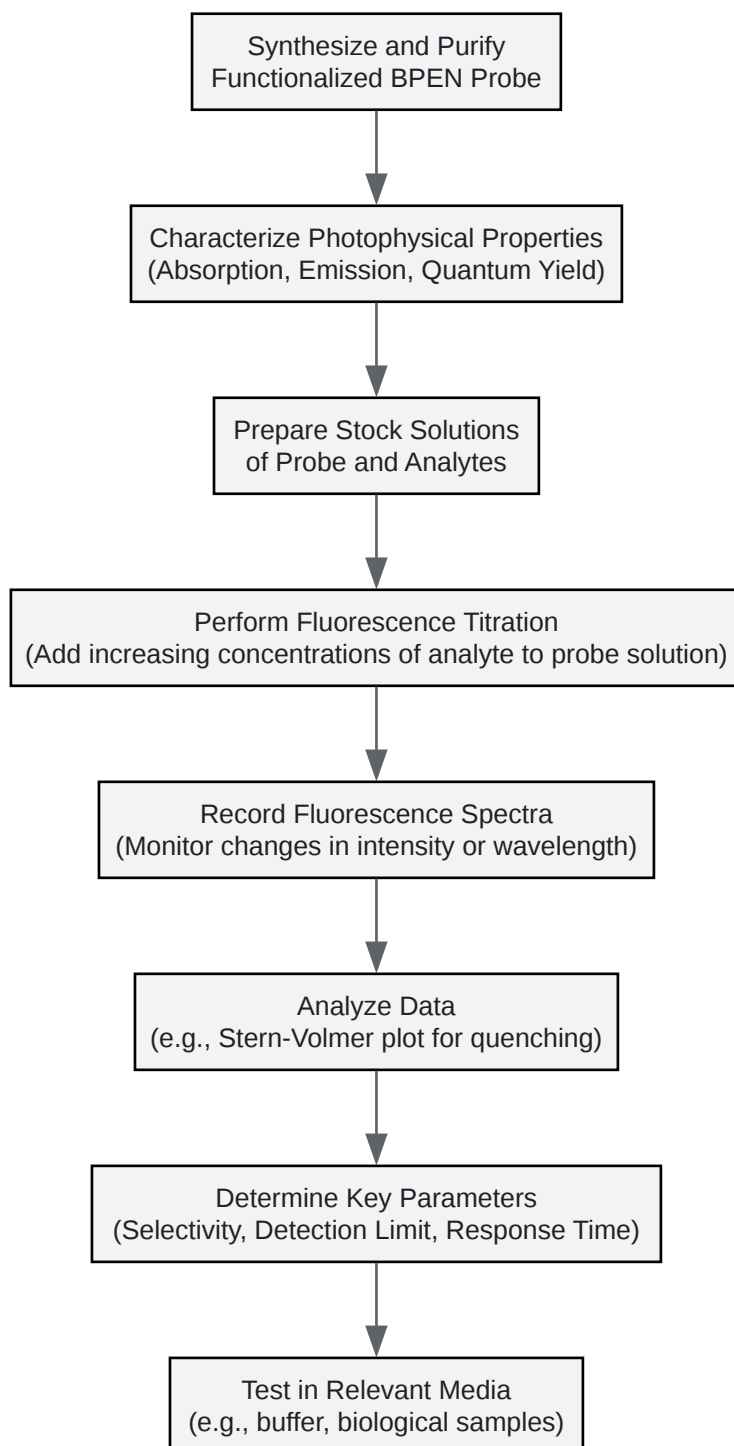 Synthesize and Purify
Functionalized BPEN Probe
Characterize Photophysical Properties
(Absorption, Emission, Quantum Yield)
Prepare Stock Solutions
of Probe and Analytes
Perform Fluorescence Titration
(Add increasing concentrations of analyte to probe solution)
Record Fluorescence Spectra
(Monitor changes in intensity or wavelength)
Analyze Data
(e.g., Stern-Volmer plot for quenching)
Determine Key Parameters
(Selectivity, Detection Limit, Response Time)
Test in Relevant Media
(e.g., buffer, biological samples)